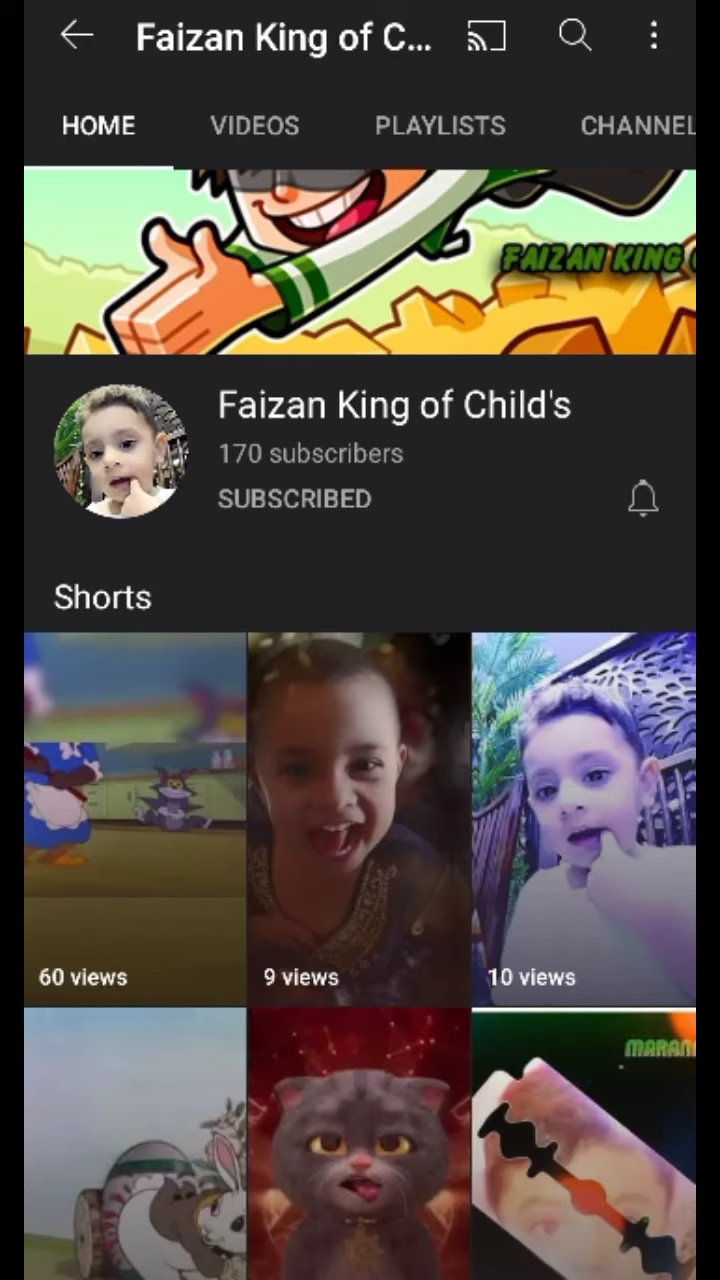 Faizan King of C...
HOME VIDEOS PLAYLISTS CHANNEL
FAIZAN KING
Faizan King of Child's
170 subscribers
SUBSCRIBED
Shorts
60 views 9 views 10 views